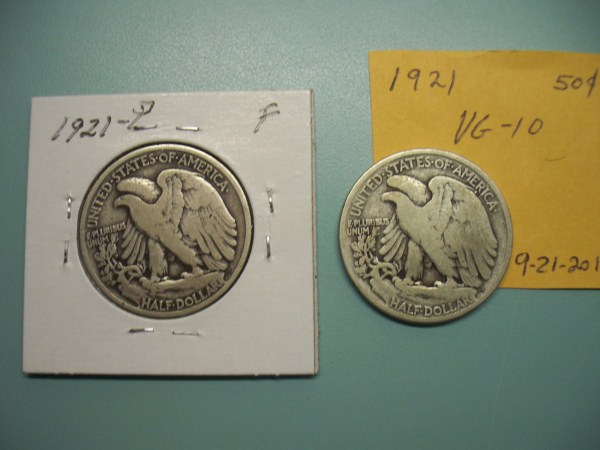 1921-P F
UNITED·STATES·OF·AMERICA
E·PLURIBUS
UNUM
HALF·DOLLAR
1921 50¢
VG-10
9-21-201
UNITED·STATES·OF·AMERICA
E·PLURIBUS
UNUM
HALF·DOLLAR